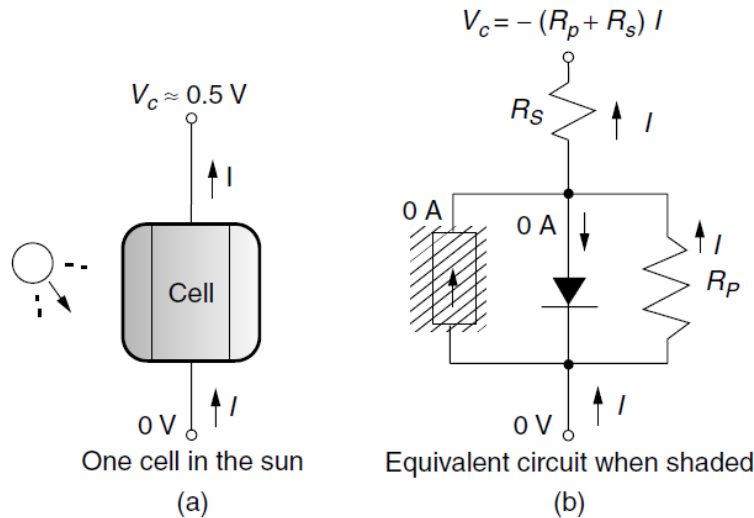 V_c ≈ 0.5 V
I
Cell
0 V
I
One cell in the sun
(a)
V_c = – (R_p + R_s) I
R_S
I
0 A
0 A
I
R_P
0 V
I
Equivalent circuit when shaded
(b)